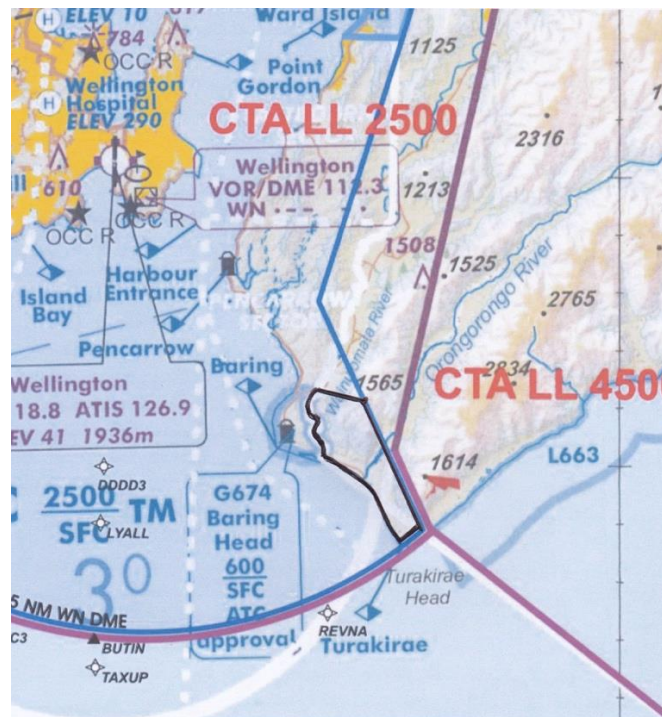 ELEV 10
Ward Island
1125
784
OCC R
Point
Gordon
Wellington
Hospital
ELEV 290
CTA LL 2500
2316
Wellington
VOR/DME 112.3
WN
1213
610
OCC R
OCC R
1508
1525
Harbour
Entrance
Island
Bay
PENCARROW
Wainuiomata River
Orongorongo River
2765
Pencarrow
Baring
1565
2834
CTA LL 450
Wellington
18.8 ATIS 126.9
EV 41 1936m
L663
1614
DDDD3
G674
Baring
Head
600
SFC
ATC
approval
C 2500 TM
SFC
LYALL
3⁰
5 NM WN DME
Turakirae
Head
REVNA
Turakirae
C3
BUTIN
TAXUP